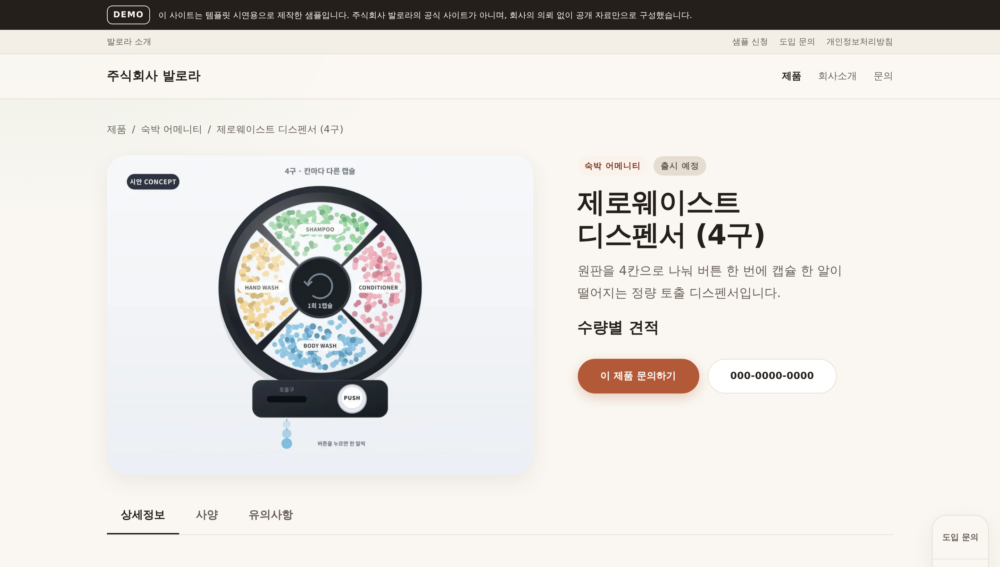 DEMO 이 사이트는 템플릿 시연용으로 제작한 샘플입니다. 주식회사 발로라의 공식 사이트가 아니며, 회사의 의뢰 없이 공개 자료만으로 구성했습니다.
발로라 소개
샘플 신청 도입 문의 개인정보처리방침
주식회사 발로라
제품 회사소개 문의
제품 / 숙박 어메니티 / 제로웨이스트 디스펜서 (4구)
4구 · 칸마다 다른 캡슐
시안 CONCEPT
SHAMPOO
HAND WASH
CONDITIONER
1회 1캡슐
BODY WASH
토출구
PUSH
버튼을 누르면 한 알씩
숙박 어메니티 출시 예정
제로웨이스트
디스펜서 (4구)
원판을 4칸으로 나눠 버튼 한 번에 캡슐 한 알이
떨어지는 정량 토출 디스펜서입니다.
수량별 견적
이 제품 문의하기 000-0000-0000
상세정보 사양 유의사항
도입 문의